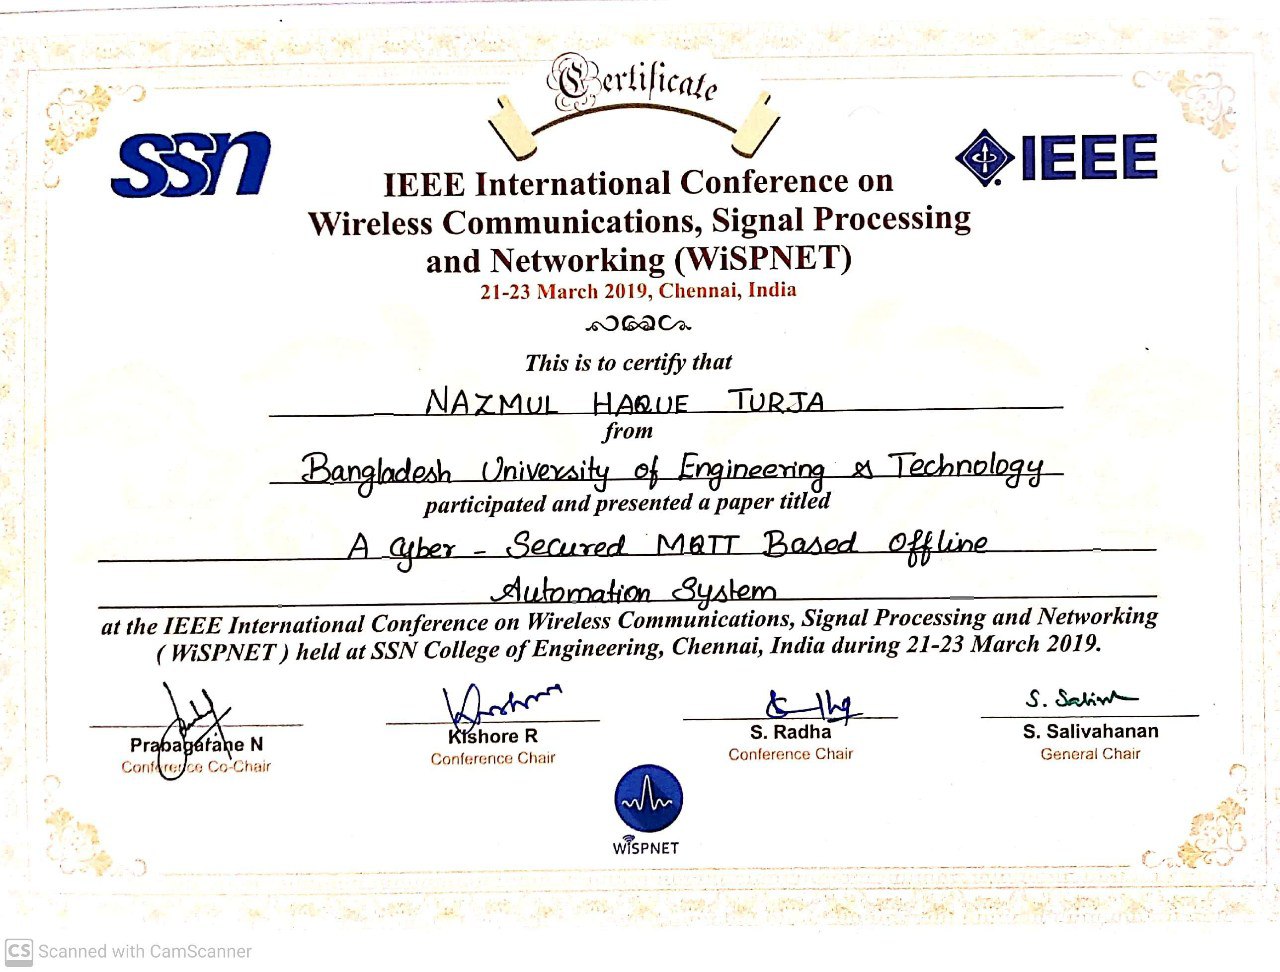 Certificate
SSN
IEEE
IEEE International Conference on
Wireless Communications, Signal Processing
and Networking (WiSPNET)
21-23 March 2019, Chennai, India
This is to certify that
NAZMUL HAQUE TURJA
from
Bangladesh University of Engineering & Technology
participated and presented a paper titled
A Cyber - Secured MQTT Based Offline
Automation System
at the IEEE International Conference on Wireless Communications, Signal Processing and Networking
( WiSPNET ) held at SSN College of Engineering, Chennai, India during 21-23 March 2019.
S. Saliv
Prabagarane N
Kishore R
S. Radha
S. Salivahanan
Conference Co-Chair
Conference Chair
Conference Chair
General Chair
WiSPNET
CS Scanned with CamScanner